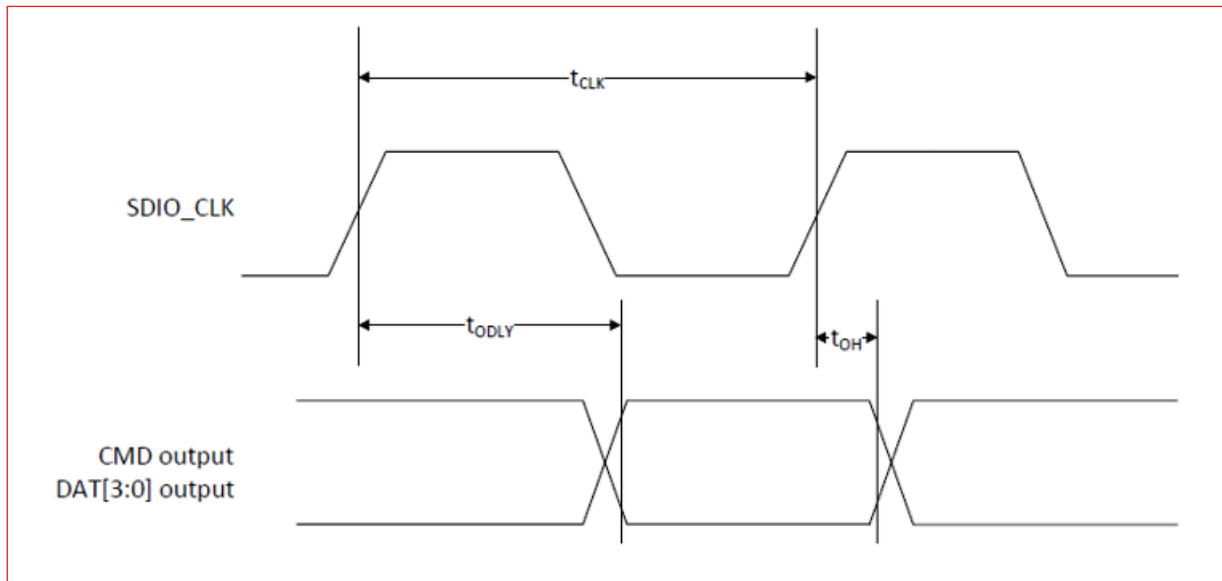 tCLK
SDIO_CLK
tODLY
tOH
CMD output
DAT[3:0] output